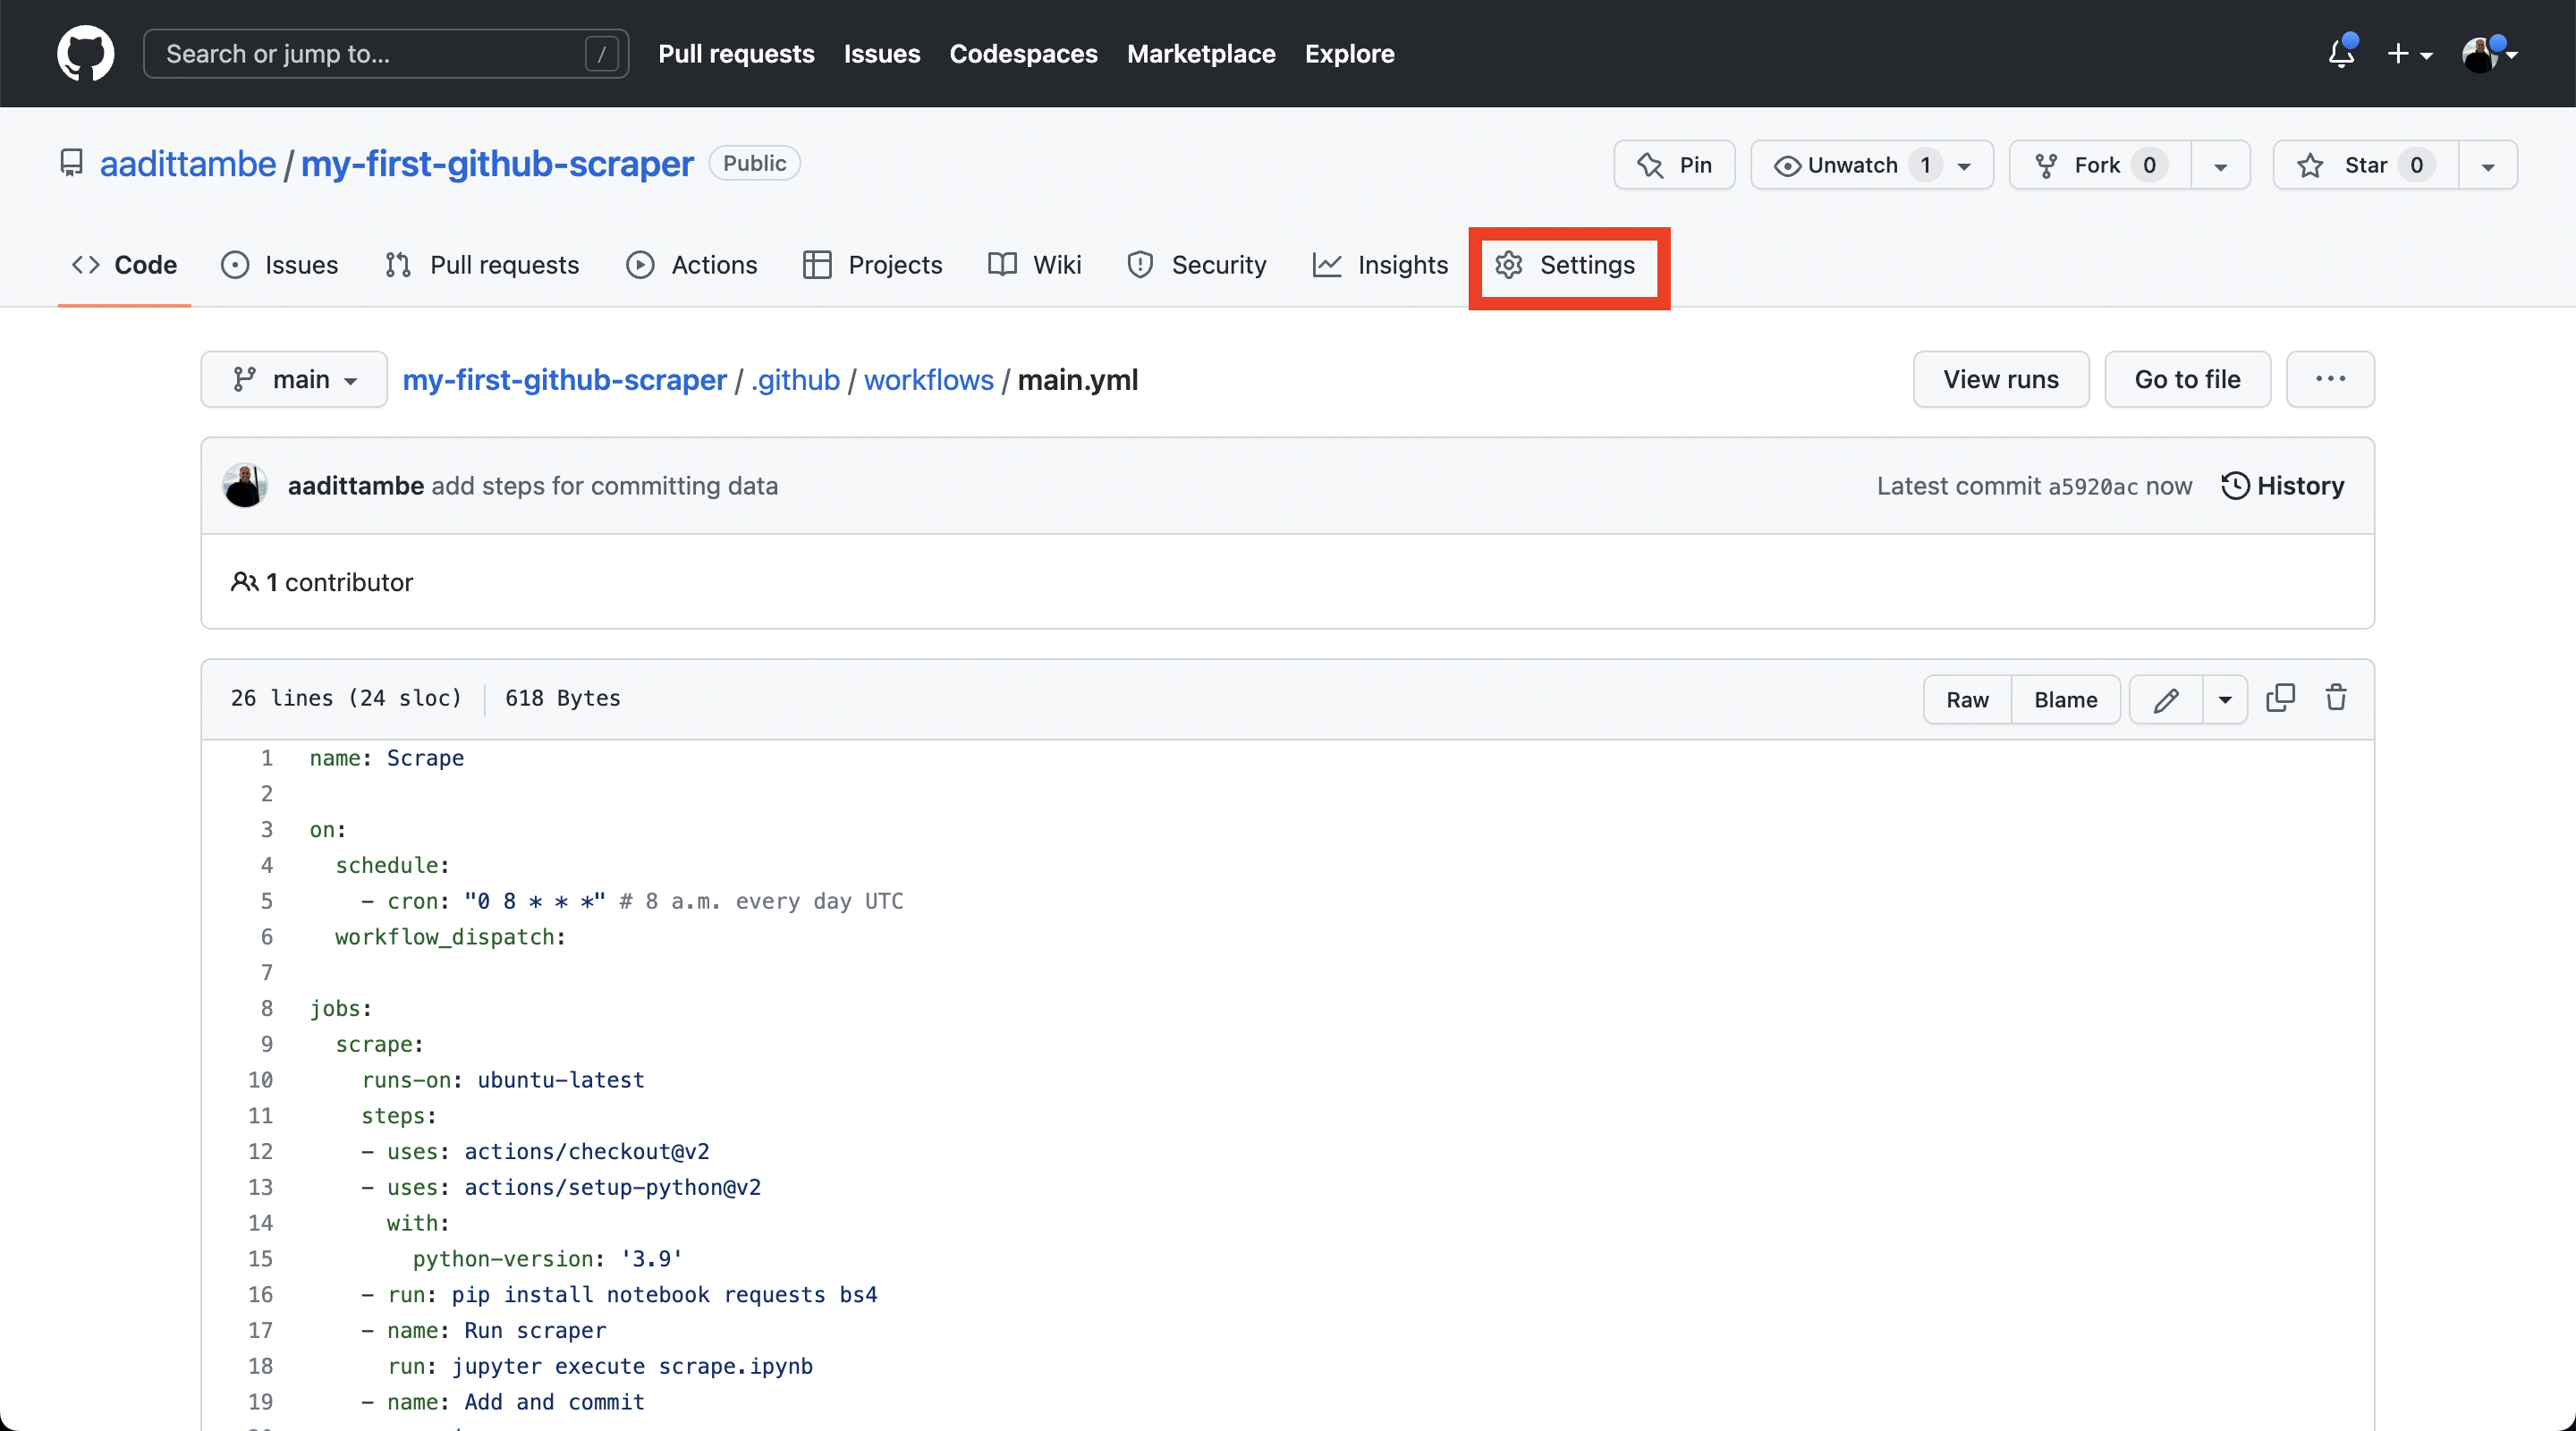 Search or jump to... / Pull requests Issues Codespaces Marketplace Explore
aadittambe / my-first-github-scraper Public Pin Unwatch 1 Fork 0 Star 0
Code Issues Pull requests Actions Projects Wiki Security Insights Settings
main my-first-github-scraper / .github / workflows / main.yml View runs Go to file ...
aadittambe add steps for committing data Latest commit a5920ac now History
1 contributor
26 lines (24 sloc) 618 Bytes Raw Blame
1 name: Scrape
2
3 on:
4   schedule:
5     - cron: "0 8 * * *" # 8 a.m. every day UTC
6   workflow_dispatch:
7
8 jobs:
9   scrape:
10     runs-on: ubuntu-latest
11     steps:
12     - uses: actions/checkout@v2
13     - uses: actions/setup-python@v2
14       with:
15         python-version: '3.9'
16     - run: pip install notebook requests bs4
17     - name: Run scraper
18       run: jupyter execute scrape.ipynb
19     - name: Add and commit